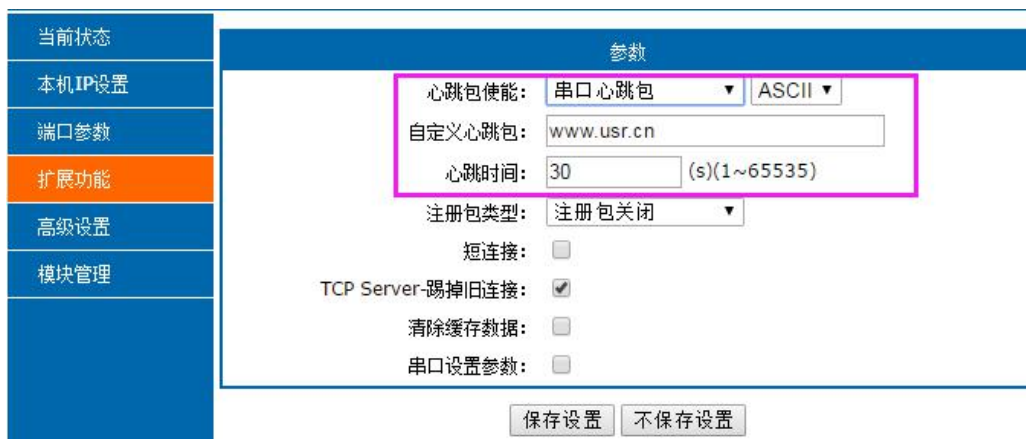 当前状态
本机IP设置
端口参数
扩展功能
高级设置
模块管理
参数
心跳包使能： 串口心跳包 ASCII
自定义心跳包： www.usr.cn
心跳时间： 30 (s)(1~65535)
注册包类型： 注册包关闭
短连接：
TCP Server-踢掉旧连接：
清除缓存数据：
串口设置参数：
保存设置 不保存设置